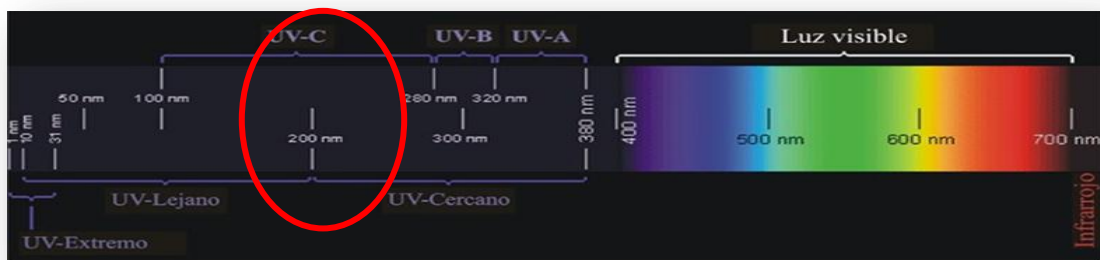 UV-C UV-B UV-A Luz visible
50 nm 100 nm 280 nm 320 nm
1 nm 10 nm 31 nm 200 nm 300 nm 380 nm 400 nm 500 nm 600 nm 700 nm
UV-Lejano UV-Cercano
UV-Extremo
Infrarrojo